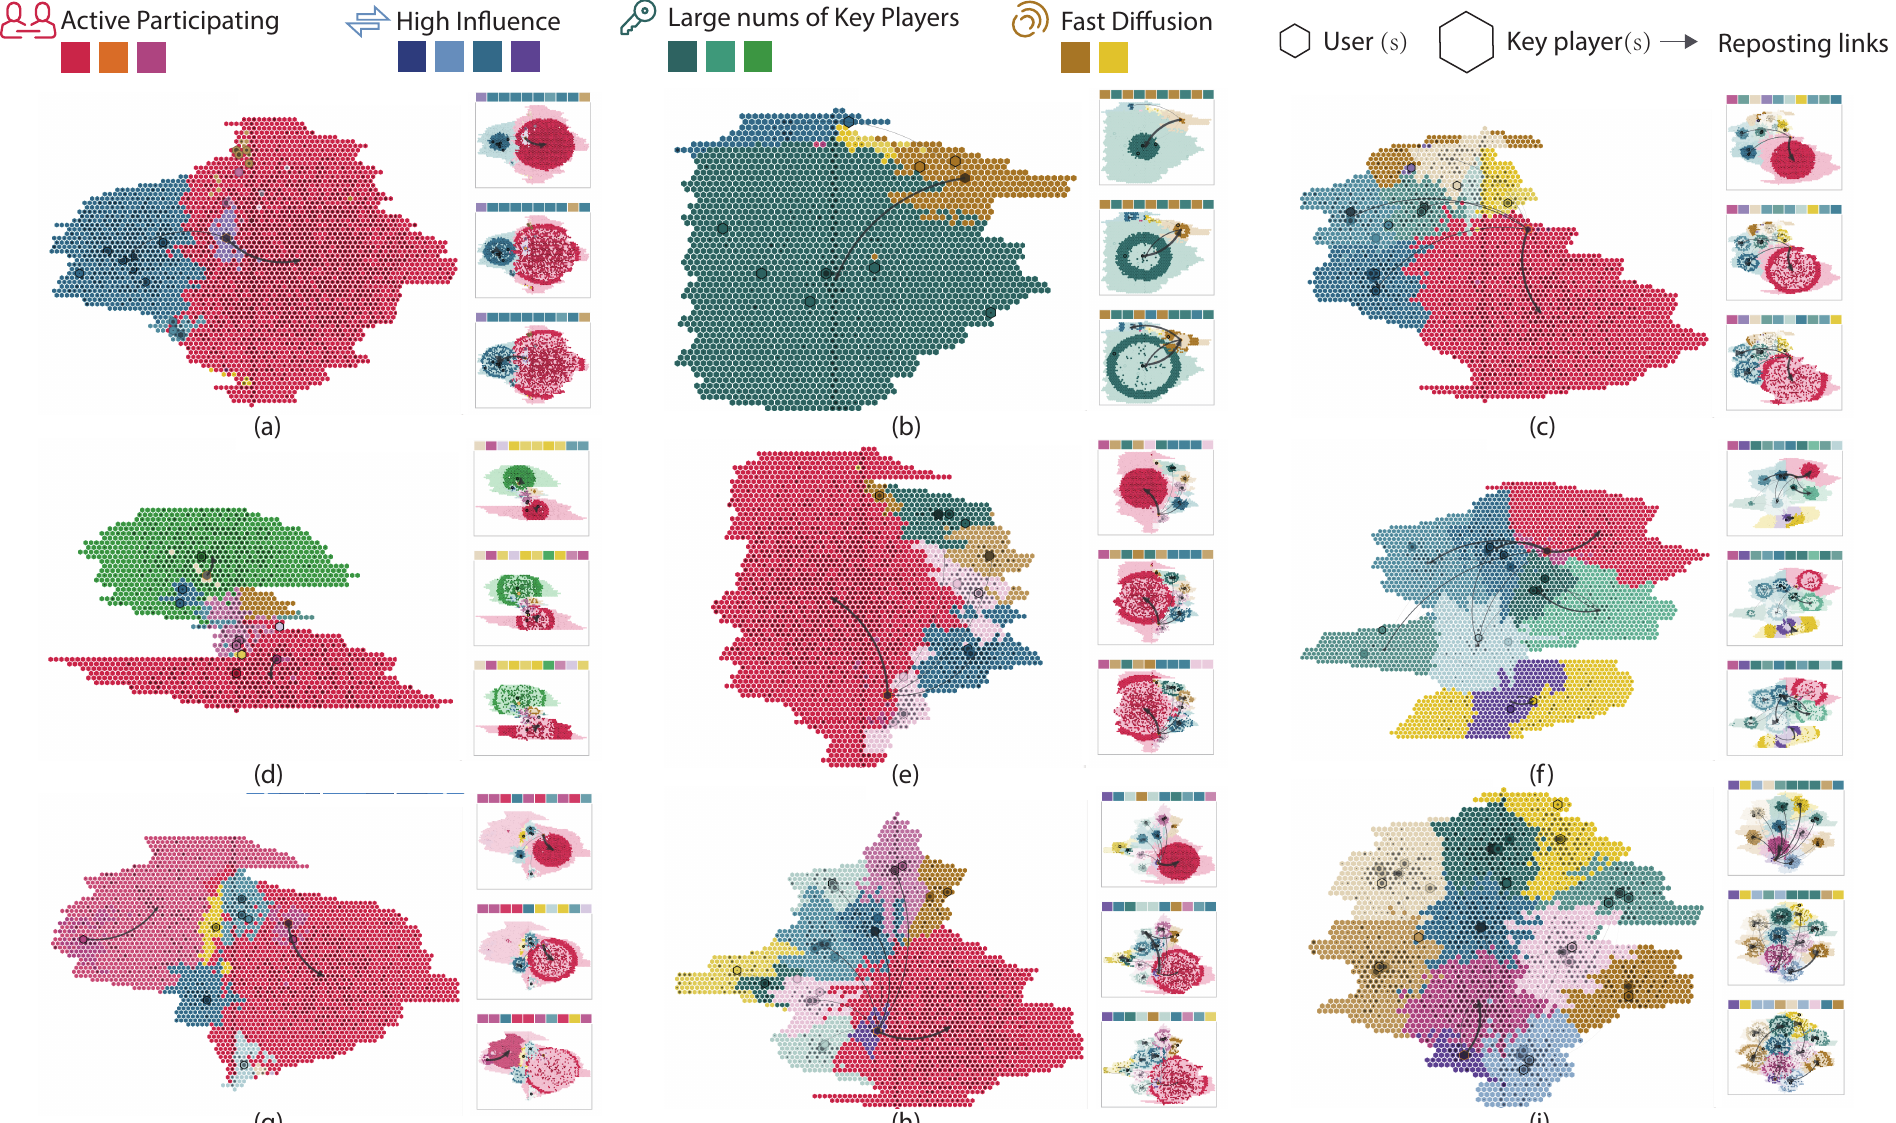 Active Participating
High Influence
Large nums of Key Players
Fast Diffusion
User (s)
Key player(s)
Reposting links
(a)
(b)
(c)
(d)
(e)
(f)
(g)
(h)
(i)